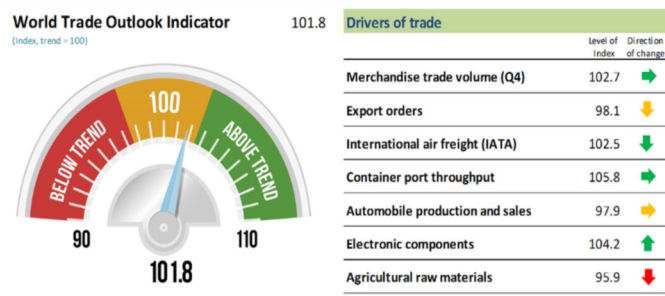 World Trade Outlook Indicator 101.8
(Index, trend = 100)
BELOW TREND
100
ABOVE TREND
90
110
101.8
Drivers of trade
Level of Index Direction of change
Merchandise trade volume (Q4) 102.7
Export orders 98.1
International air freight (IATA) 102.5
Container port throughput 105.8
Automobile production and sales 97.9
Electronic components 104.2
Agricultural raw materials 95.9